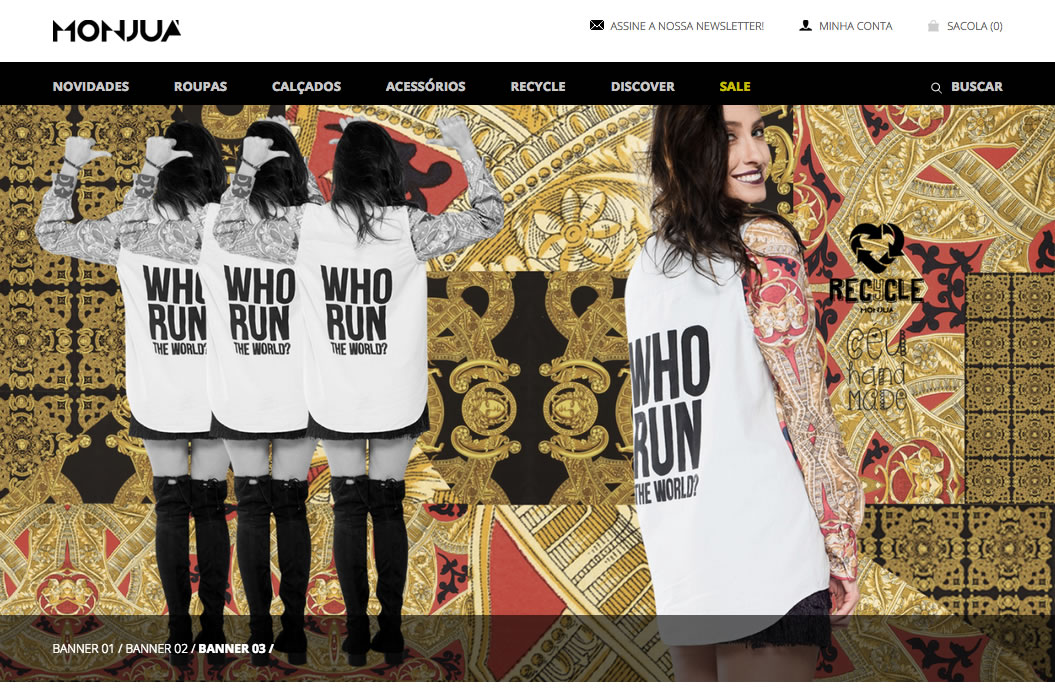 MONJUÁ
ASSINE A NOSSA NEWSLETTER!
MINHA CONTA
SACOLA (0)
NOVIDADES
ROUPAS
CALÇADOS
ACESSÓRIOS
RECYCLE
DISCOVER
SALE
BUSCAR
WHO
RUN
THE WORLD?
WHO
RUN
THE WORLD?
WHO
RUN
THE WORLD?
WHO
RUN
THE WORLD?
RECYCLE
MONJUÁ
CÉU
hand
MADE
BANNER 01 / BANNER 02 / BANNER 03 /